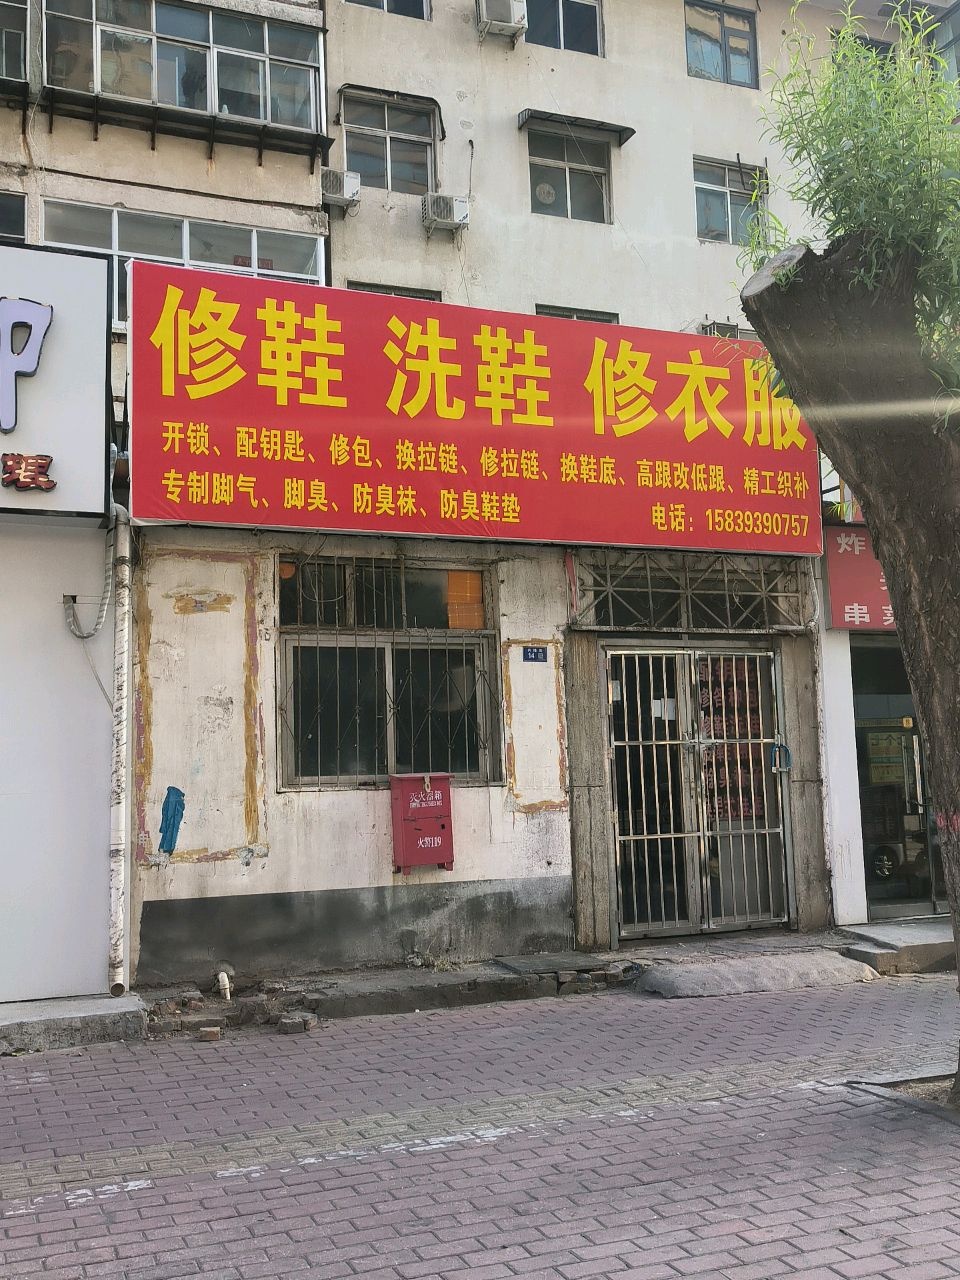 修鞋 洗鞋 修衣服
开锁、配钥匙、修包、换拉链、修拉链、换鞋底、高跟改低跟、精工织补
专制脚气、脚臭、防臭袜、防臭鞋垫
电话：15839390757
理
炸
串
14
灭火器箱
火警119